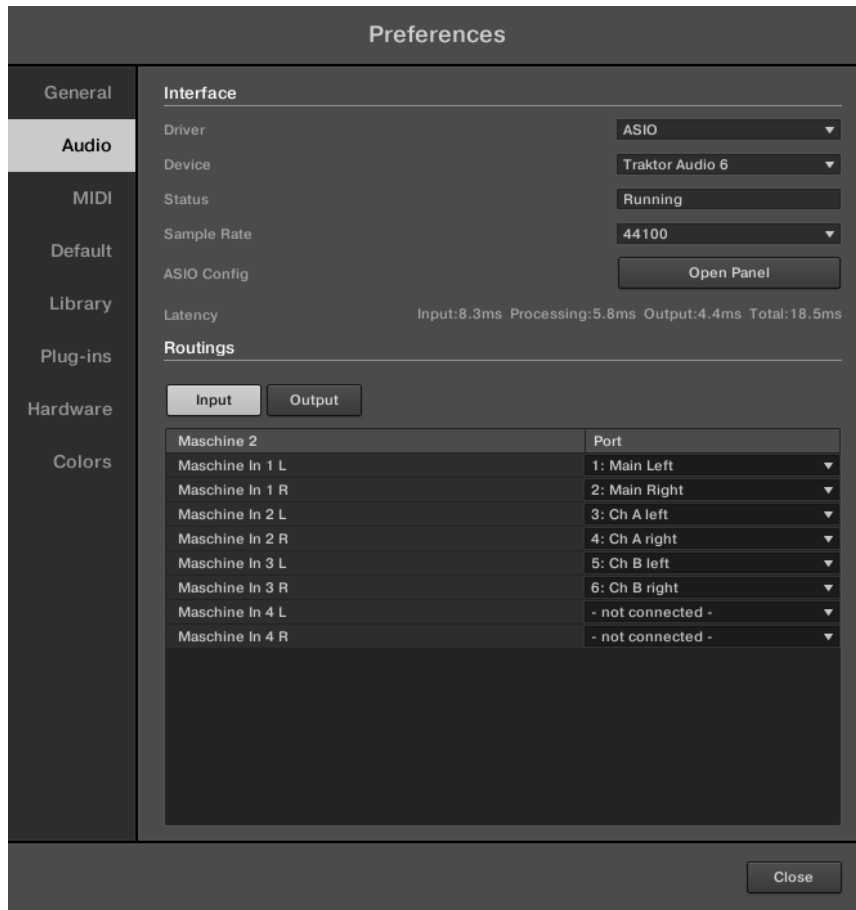 Preferences
General
Audio
MIDI
Default
Library
Plug-ins
Hardware
Colors
Interface
Driver ASIO
Device Traktor Audio 6
Status Running
Sample Rate 44100
ASIO Config Open Panel
Latency Input:8.3ms Processing:5.8ms Output:4.4ms Total:18.5ms
Routings
Input Output
Maschine 2 Port
Maschine In 1 L 1: Main Left
Maschine In 1 R 2: Main Right
Maschine In 2 L 3: Ch A left
Maschine In 2 R 4: Ch A right
Maschine In 3 L 5: Ch B left
Maschine In 3 R 6: Ch B right
Maschine In 4 L - not connected -
Maschine In 4 R - not connected -
Close